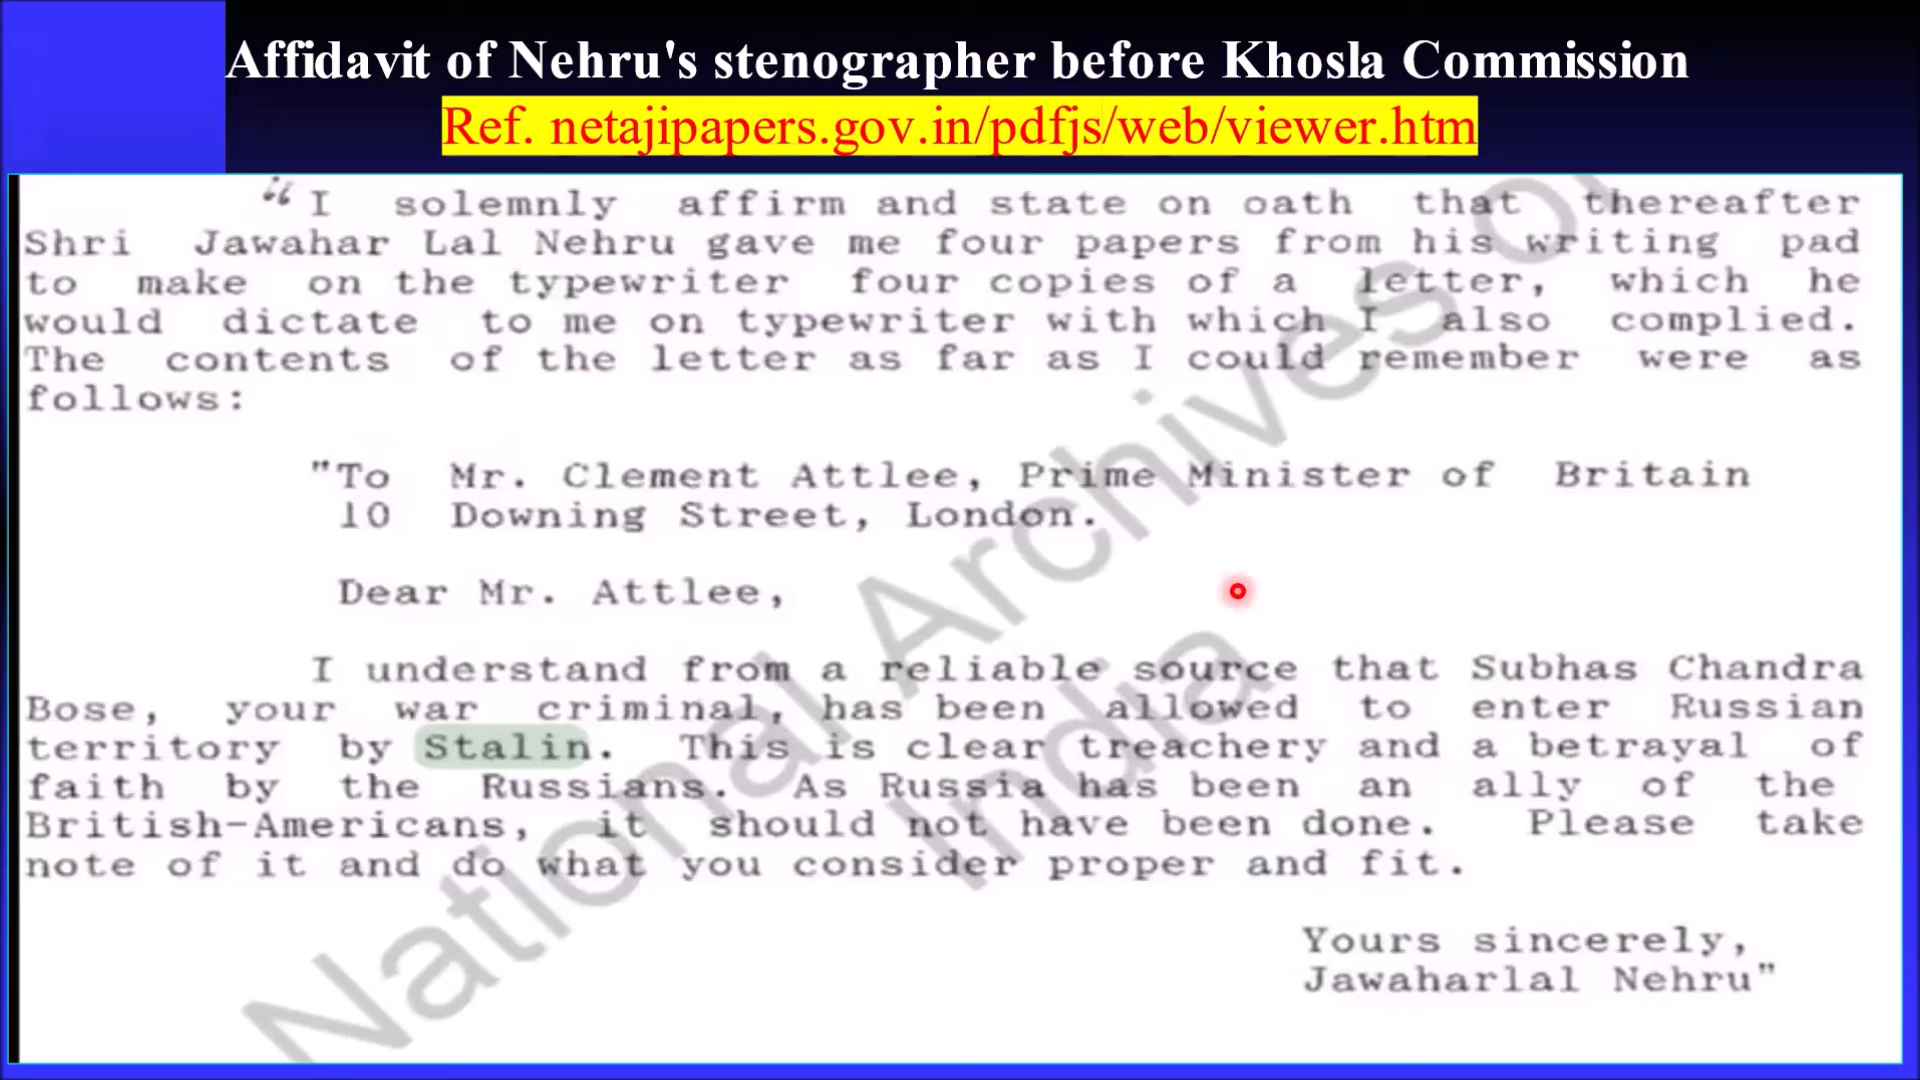 Affidavit of Nehru's stenographer before Khosla Commission
Ref. netajipapers.gov.in/pdfjs/web/viewer.htm
“I solemnly affirm and state on oath that thereafter
Shri Jawahar Lal Nehru gave me four papers from his writing pad
to make on the typewriter four copies of a letter, which he
would dictate to me on typewriter with which I also complied.
The contents of the letter as far as I could remember were as
follows:
"To Mr. Clement Attlee, Prime Minister of Britain
10 Downing Street, London.
Dear Mr. Attlee,
I understand from a reliable source that Subhas Chandra
Bose, your war criminal, has been allowed to enter Russian
territory by Stalin. This is clear treachery and a betrayal of
faith by the Russians. As Russia has been an ally of the
British-Americans, it should not have been done. Please take
note of it and do what you consider proper and fit.
Yours sincerely,
Jawaharlal Nehru"
National Archives of
India